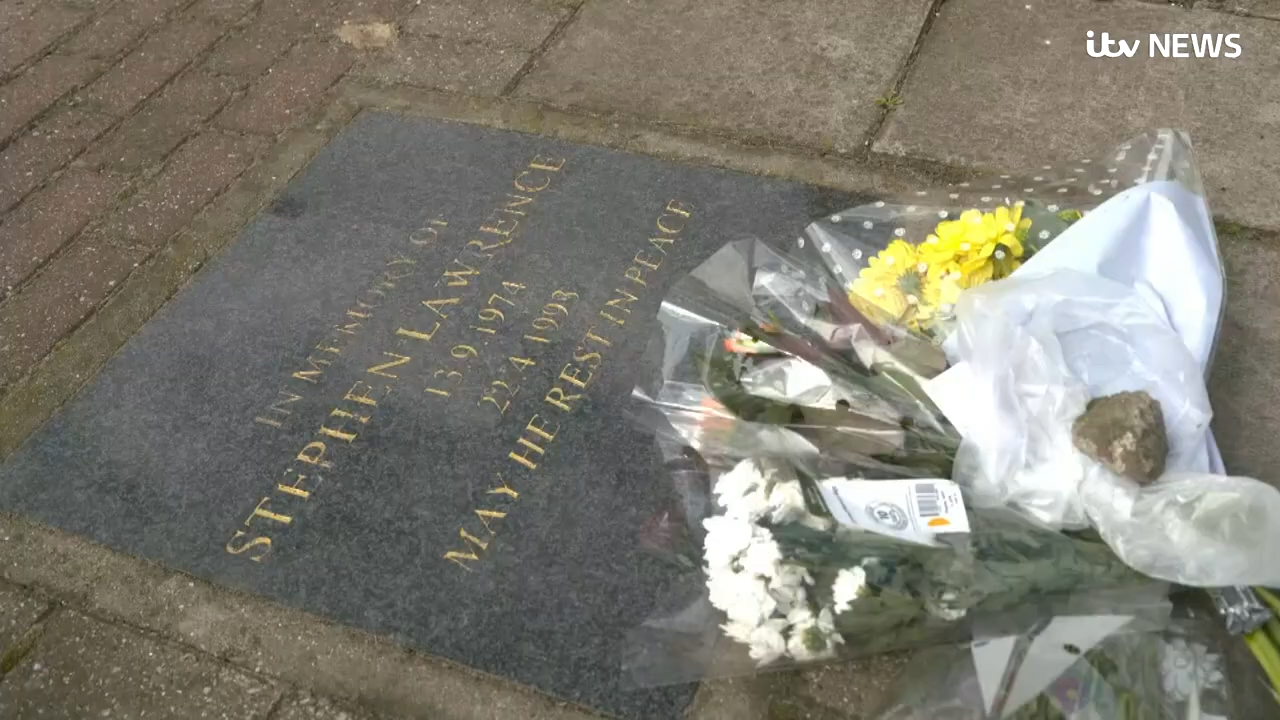 itv NEWS
IN MEMORY OF
STEPHEN LAWRENCE
13.9.1974
22.4.1993
MAY HE REST IN PEACE